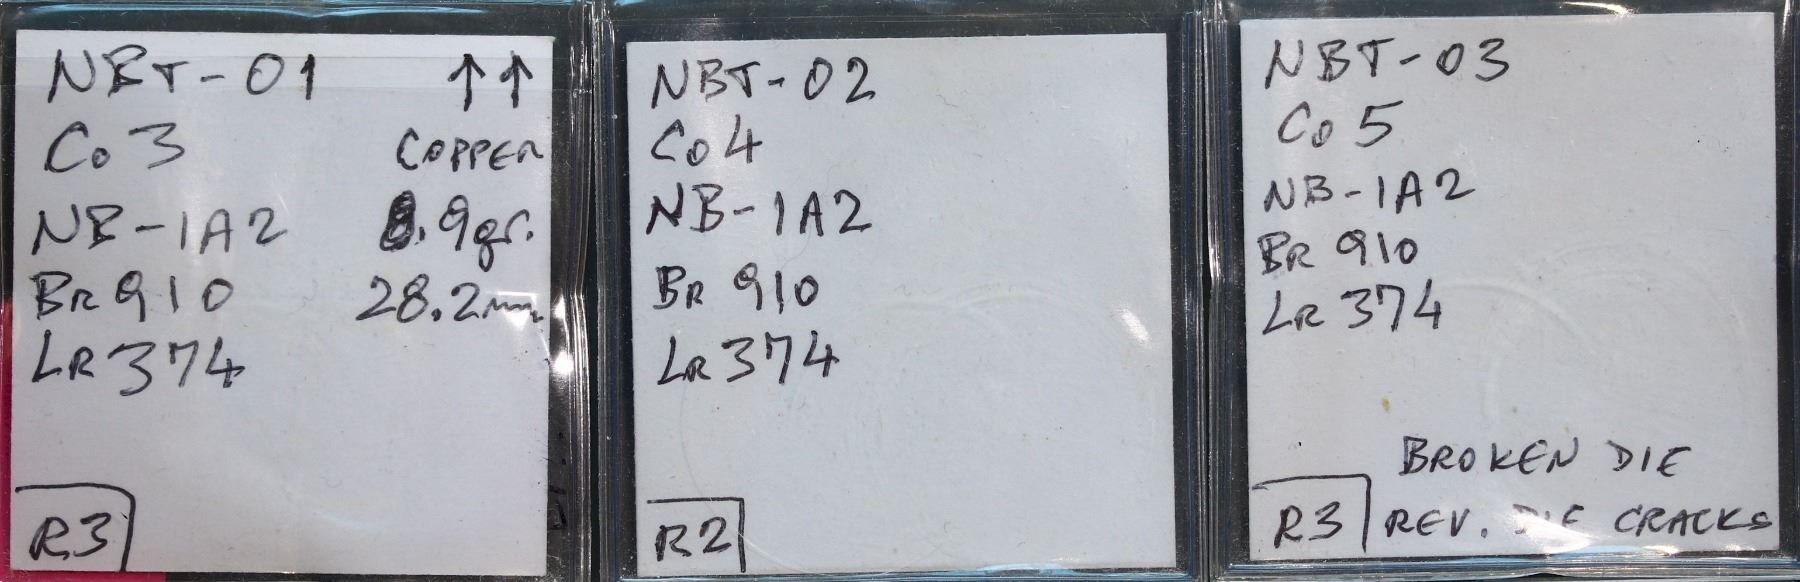 NBT-01 ↑↑
Co 3 COPPER
NB-1A2 8.9gr.
BR 910 28.2mm
LR 374
R3
NBT-02
Co 4
NB-1A2
BR 910
LR 374
R2
NBT-03
Co 5
NB-1A2
BR 910
LR 374
BROKEN DIE
R3 REV. DIE CRACKS